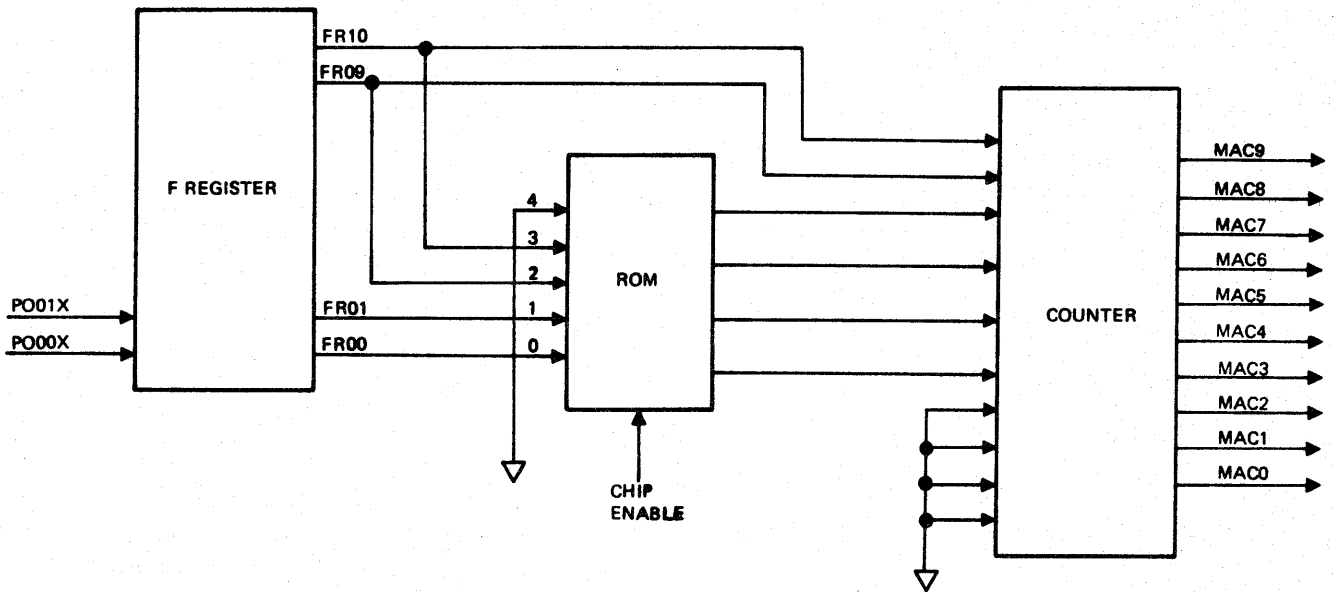 FR10
FR09
F REGISTER
PO01X
PO00X
FR01
FR00
4
3
2
1
0
ROM
CHIP
ENABLE
COUNTER
MAC9
MAC8
MAC7
MAC6
MAC5
MAC4
MAC3
MAC2
MAC1
MAC0